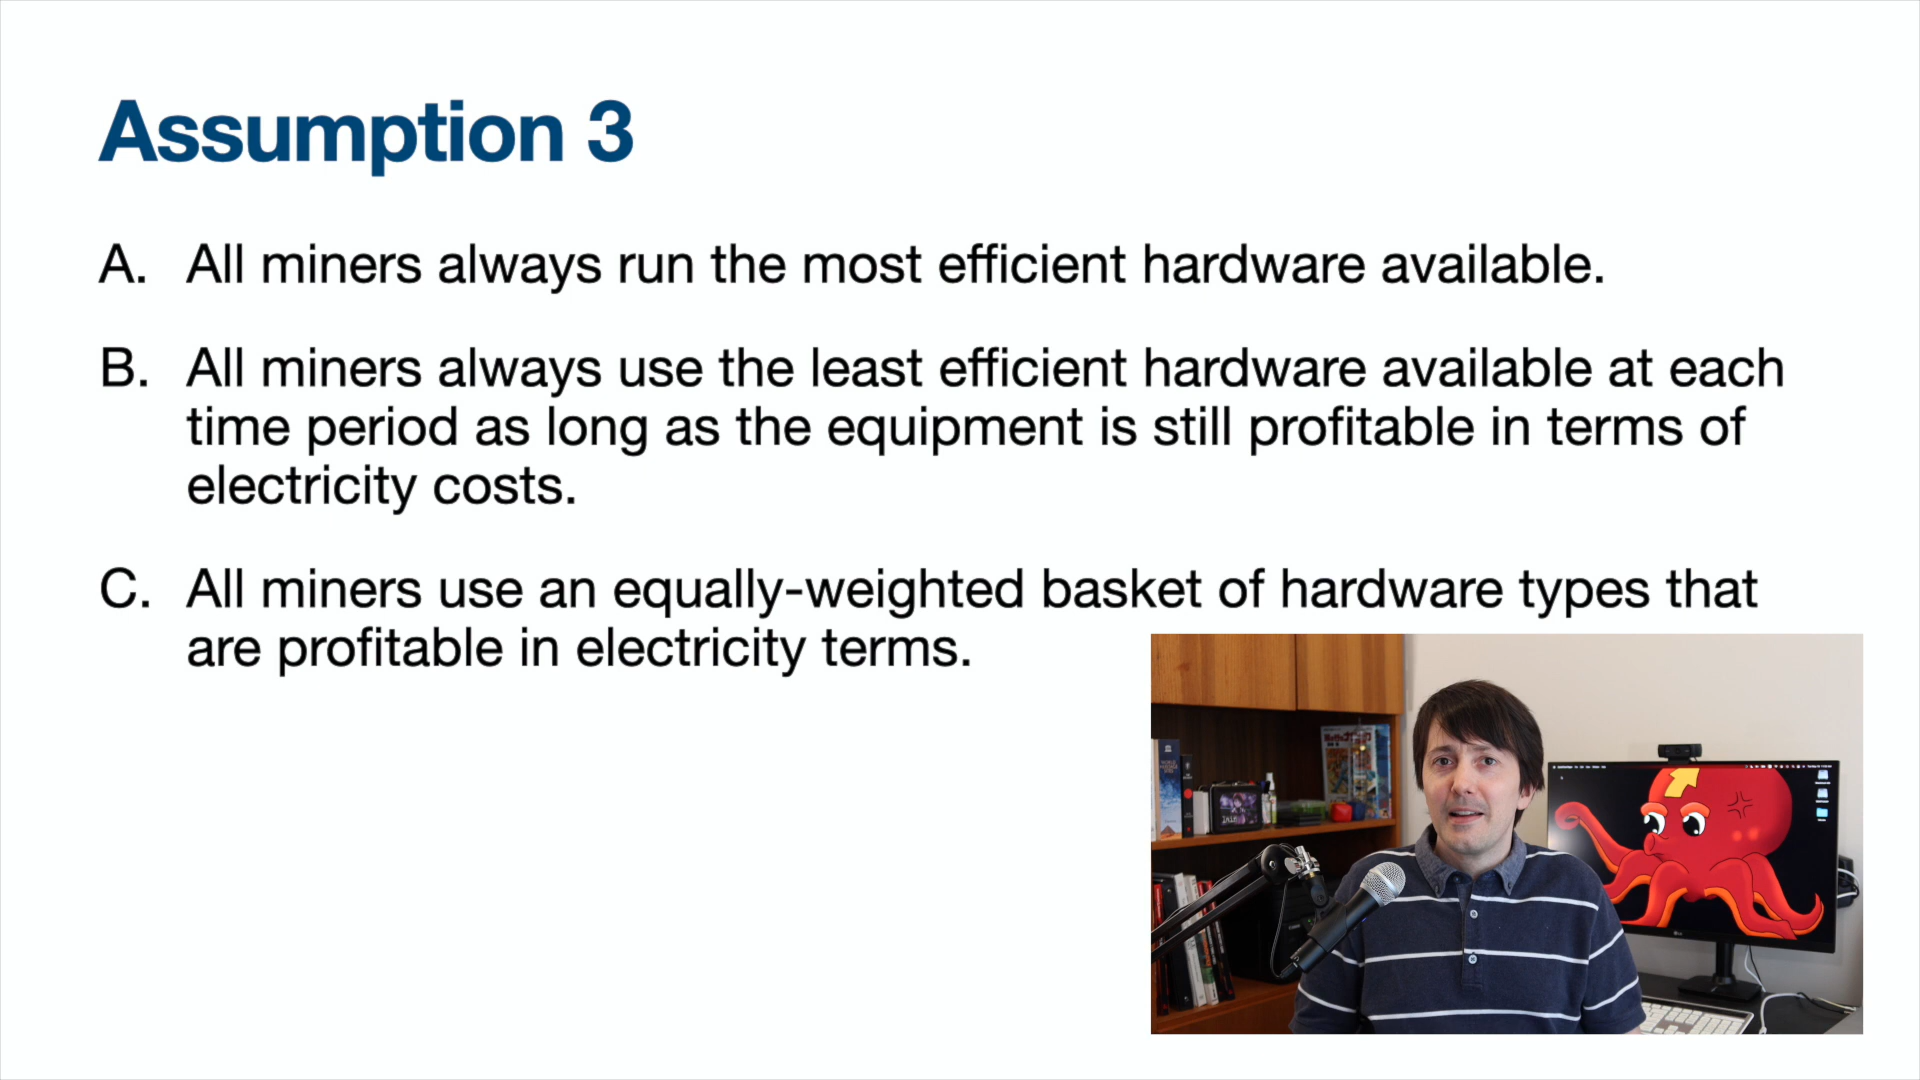 Assumption 3
A. All miners always run the most efficient hardware available.
B. All miners always use the least efficient hardware available at each
time period as long as the equipment is still profitable in terms of
electricity costs.
C. All miners use an equally-weighted basket of hardware types that
are profitable in electricity terms.